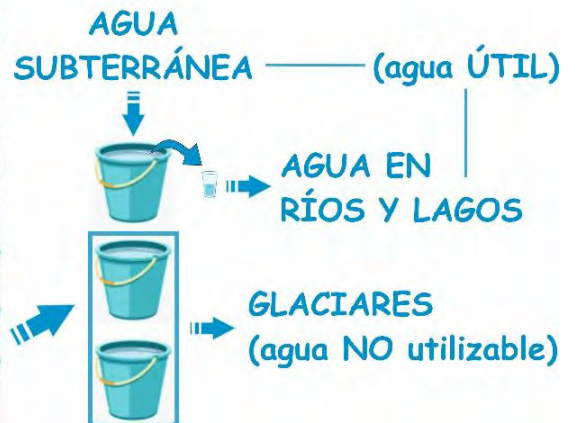 AGUA
SUBTERRÁNEA
(agua ÚTIL)
AGUA EN
RÍOS Y LAGOS
GLACIARES
(agua NO utilizable)